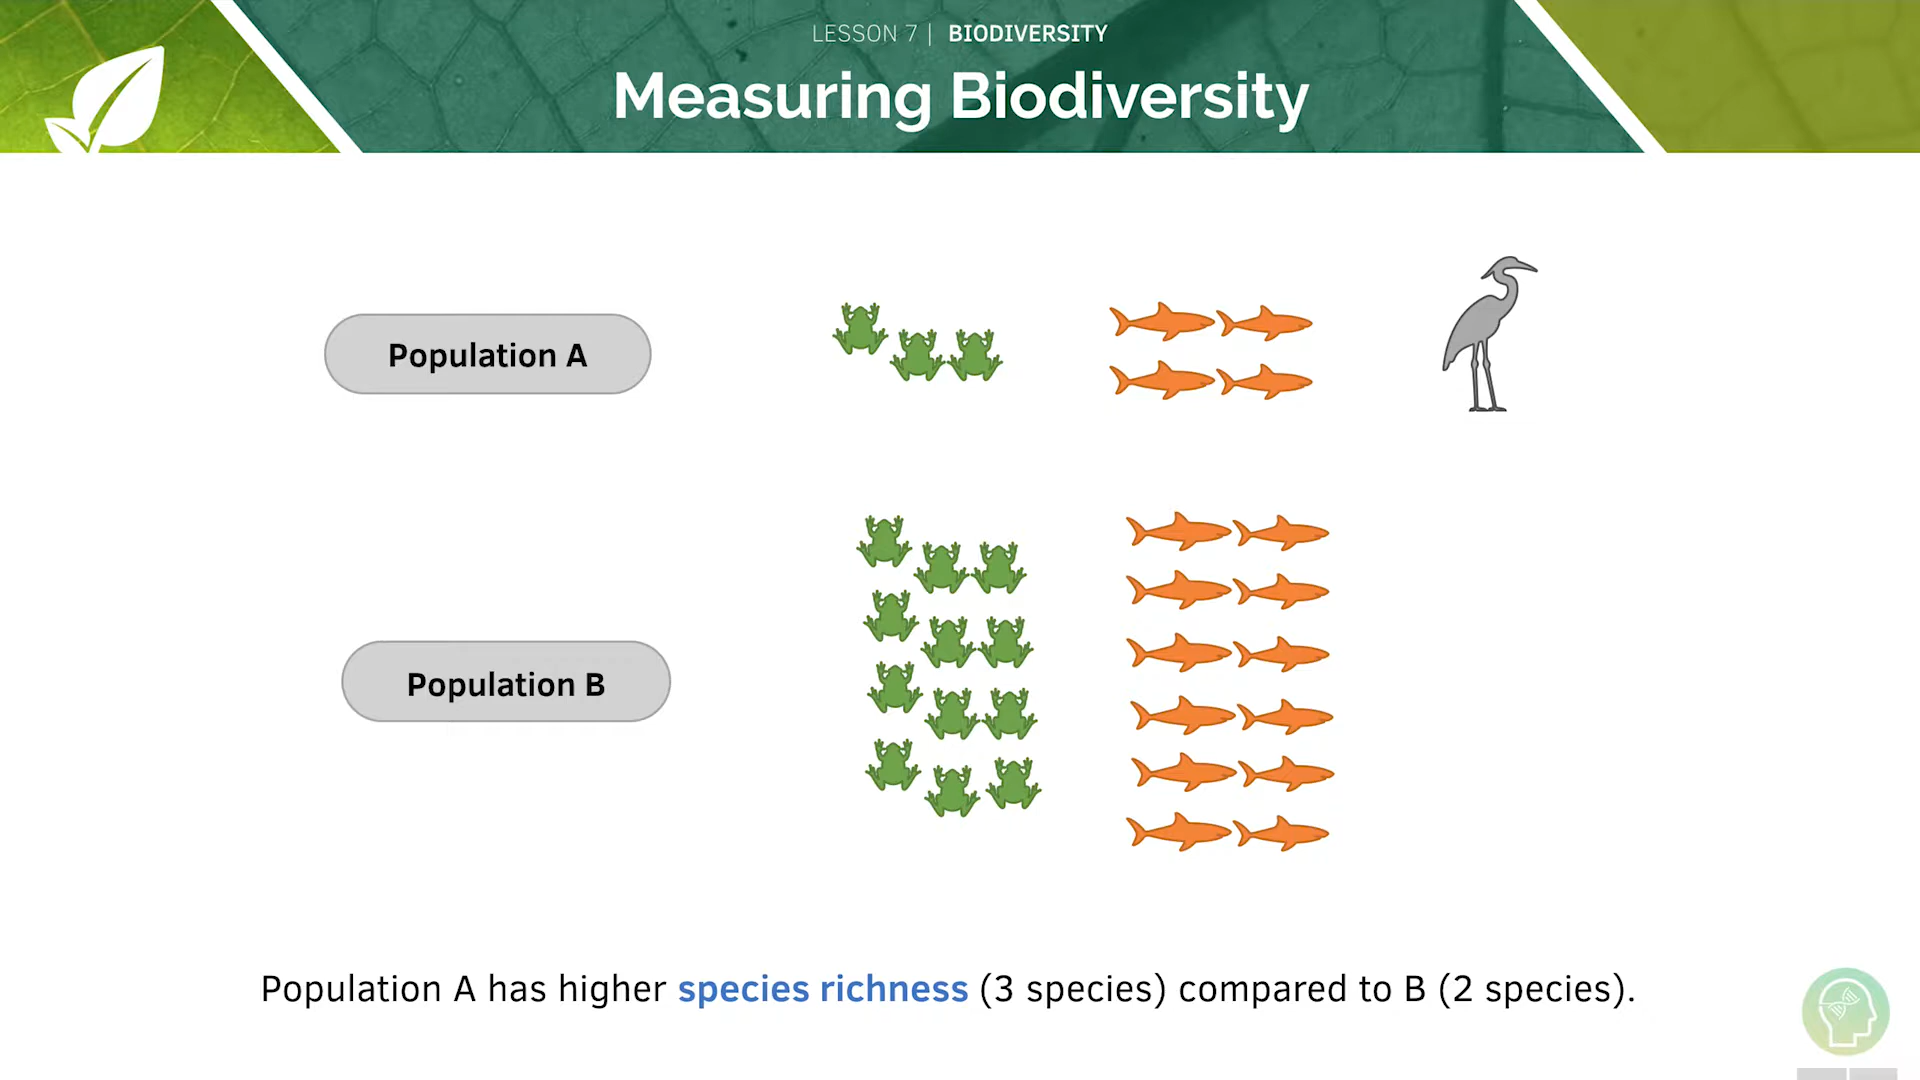 LESSON 7 | BIODIVERSITY
Measuring Biodiversity
Population A
Population B
Population A has higher species richness (3 species) compared to B (2 species).